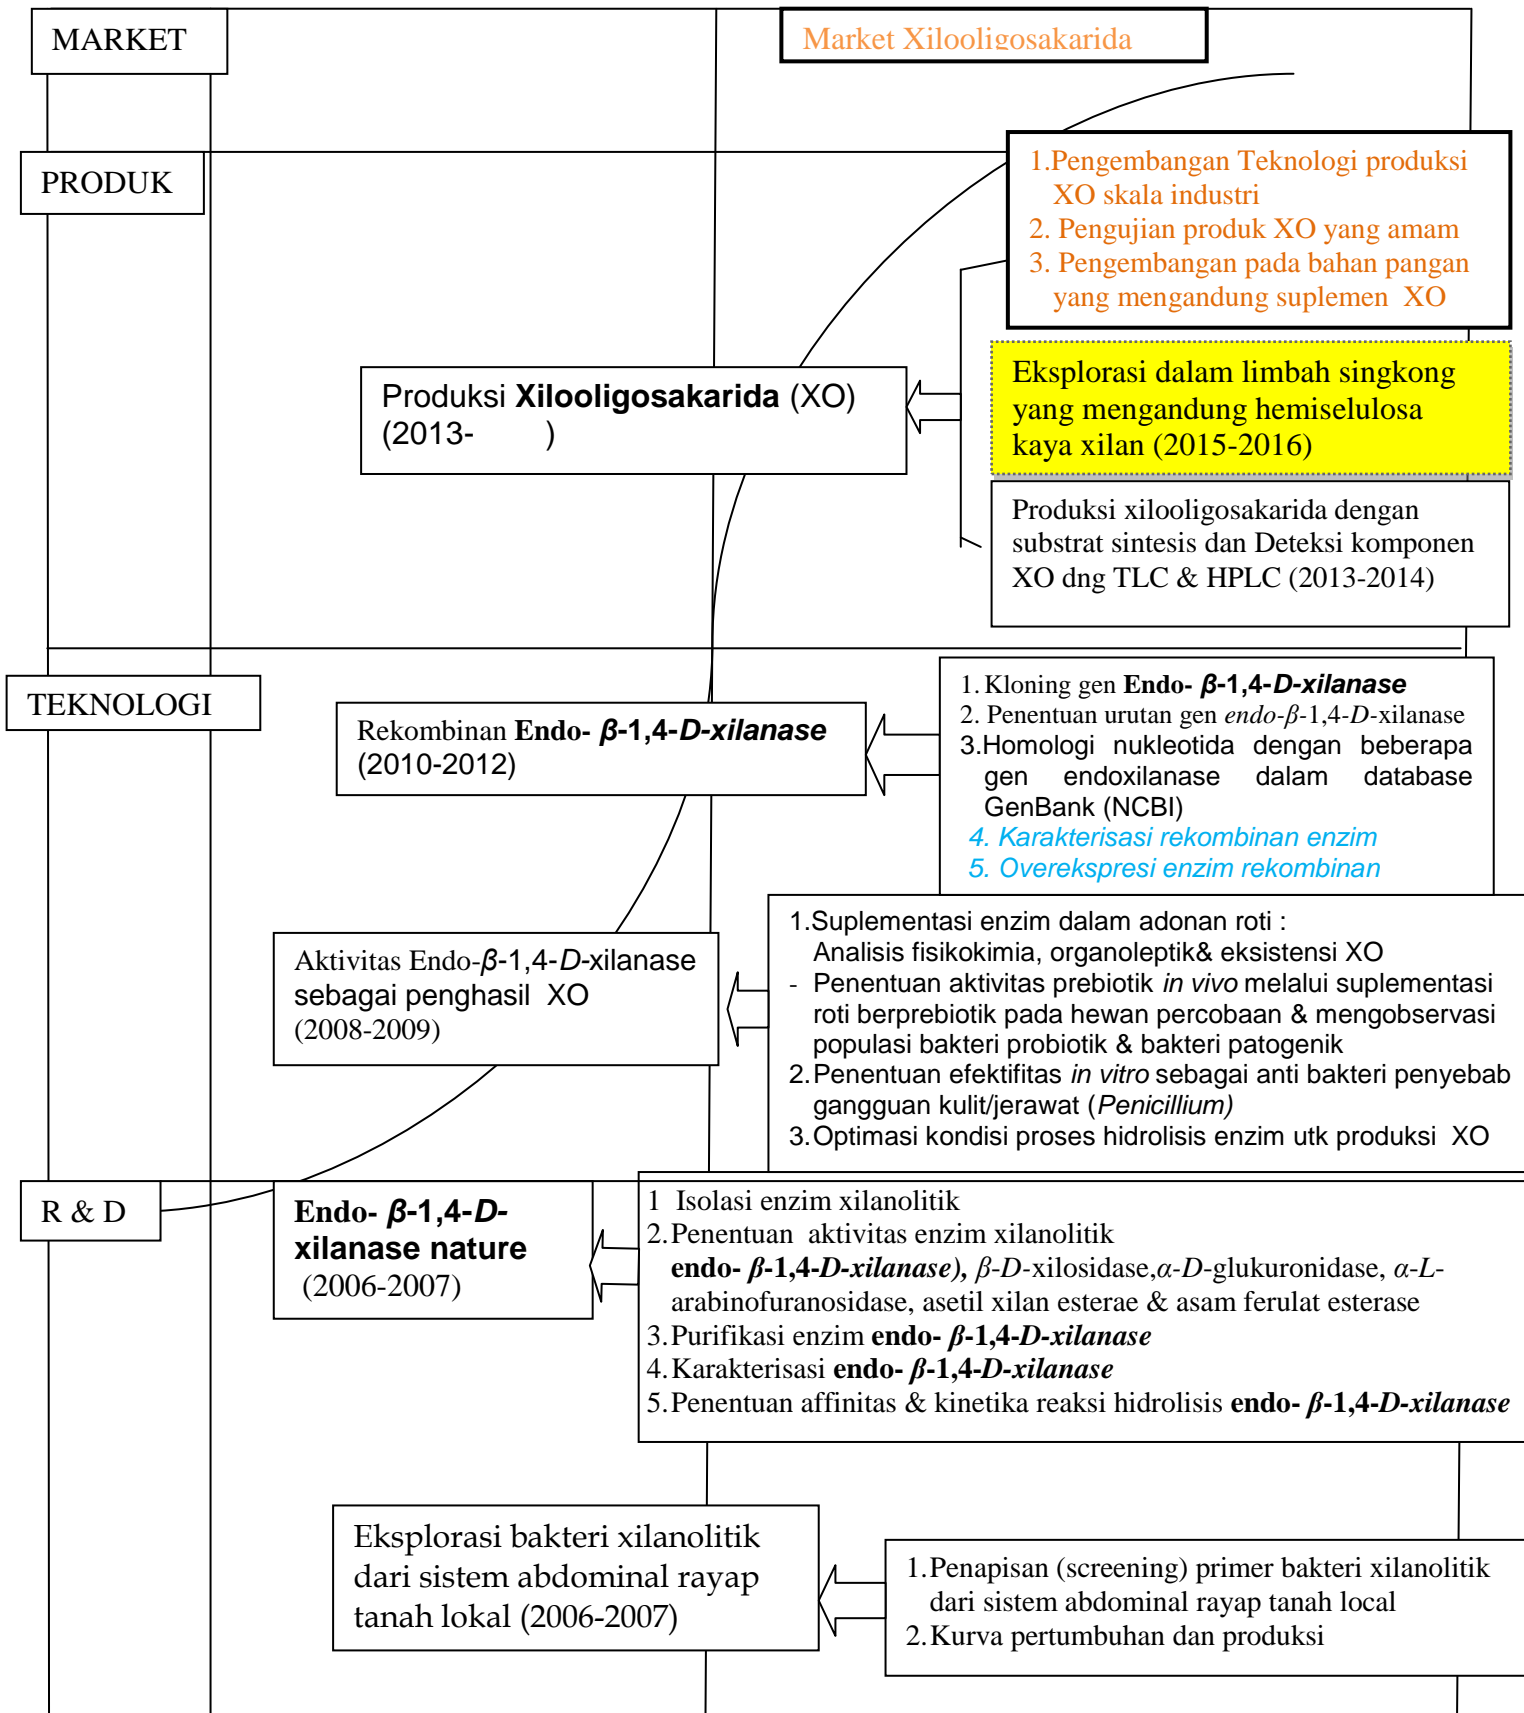 MARKET
Market Xilooligosakarida
PRODUK
1.Pengembangan Teknologi produksi
XO skala industri
2. Pengujian produk XO yang amam
3. Pengembangan pada bahan pangan
yang mengandung suplemen XO
Produksi Xilooligosakarida (XO)
(2013- )
Eksplorasi dalam limbah singkong
yang mengandung hemiselulosa
kaya xilan (2015-2016)
Produksi xilooligosakarida dengan
substrat sintesis dan Deteksi komponen
XO dng TLC & HPLC (2013-2014)
TEKNOLOGI
Rekombinan Endo- β-1,4-D-xilanase
(2010-2012)
1. Kloning gen Endo- β-1,4-D-xilanase
2. Penentuan urutan gen endo-β-1,4-D-xilanase
3.Homologi nukleotida dengan beberapa
gen endoxilanase dalam database
GenBank (NCBI)
4. Karakterisasi rekombinan enzim
5. Overekspresi enzim rekombinan
Aktivitas Endo-β-1,4-D-xilanase
sebagai penghasil XO
(2008-2009)
1.Suplementasi enzim dalam adonan roti :
Analisis fisikokimia, organoleptik& eksistensi XO
- Penentuan aktivitas prebiotik in vivo melalui suplementasi
roti berprebiotik pada hewan percobaan & mengobservasi
populasi bakteri probiotik & bakteri patogenik
2.Penentuan efektifitas in vitro sebagai anti bakteri penyebab
gangguan kulit/jerawat (Penicillium)
3.Optimasi kondisi proses hidrolisis enzim utk produksi XO
R & D
Endo- β-1,4-D-
xilanase nature
(2006-2007)
1 Isolasi enzim xilanolitik
2.Penentuan aktivitas enzim xilanolitik
endo- β-1,4-D-xilanase), β-D-xilosidase,α-D-glukuronidase, α-L-
arabinofuranosidase, asetil xilan esterae & asam ferulat esterase
3.Purifikasi enzim endo- β-1,4-D-xilanase
4.Karakterisasi endo- β-1,4-D-xilanase
5.Penentuan affinitas & kinetika reaksi hidrolisis endo- β-1,4-D-xilanase
Eksplorasi bakteri xilanolitik
dari sistem abdominal rayap
tanah lokal (2006-2007)
1.Penapisan (screening) primer bakteri xilanolitik
dari sistem abdominal rayap tanah local
2.Kurva pertumbuhan dan produksi